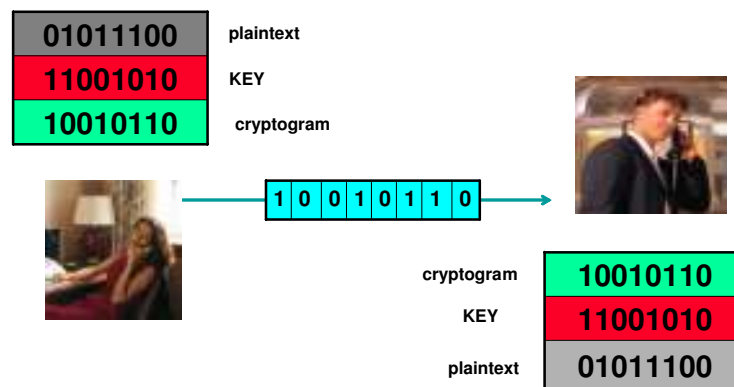 01011100 plaintext
11001010 KEY
10010110 cryptogram
1 0 0 1 0 1 1 0
cryptogram 10010110
KEY 11001010
plaintext 01011100